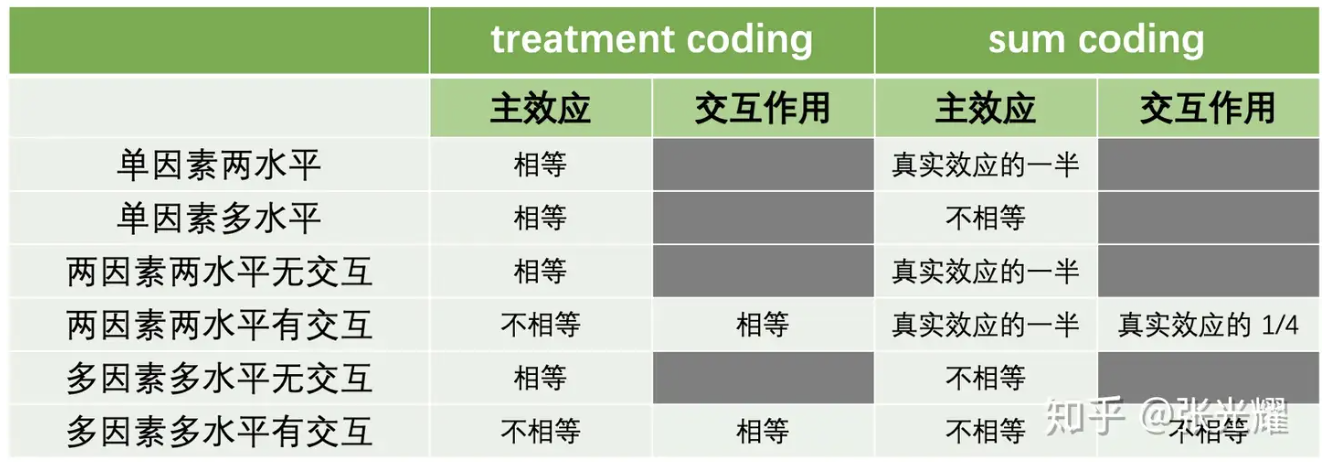 treatment coding sum coding
主效应 交互作用 主效应 交互作用
单因素两水平 相等 真实效应的一半
单因素多水平 相等 不相等
两因素两水平无交互 相等 真实效应的一半
两因素两水平有交互 不相等 相等 真实效应的一半 真实效应的 1/4
多因素多水平无交互 相等 不相等
多因素多水平有交互 不相等 相等 不相等 不相等
知乎 @张光耀